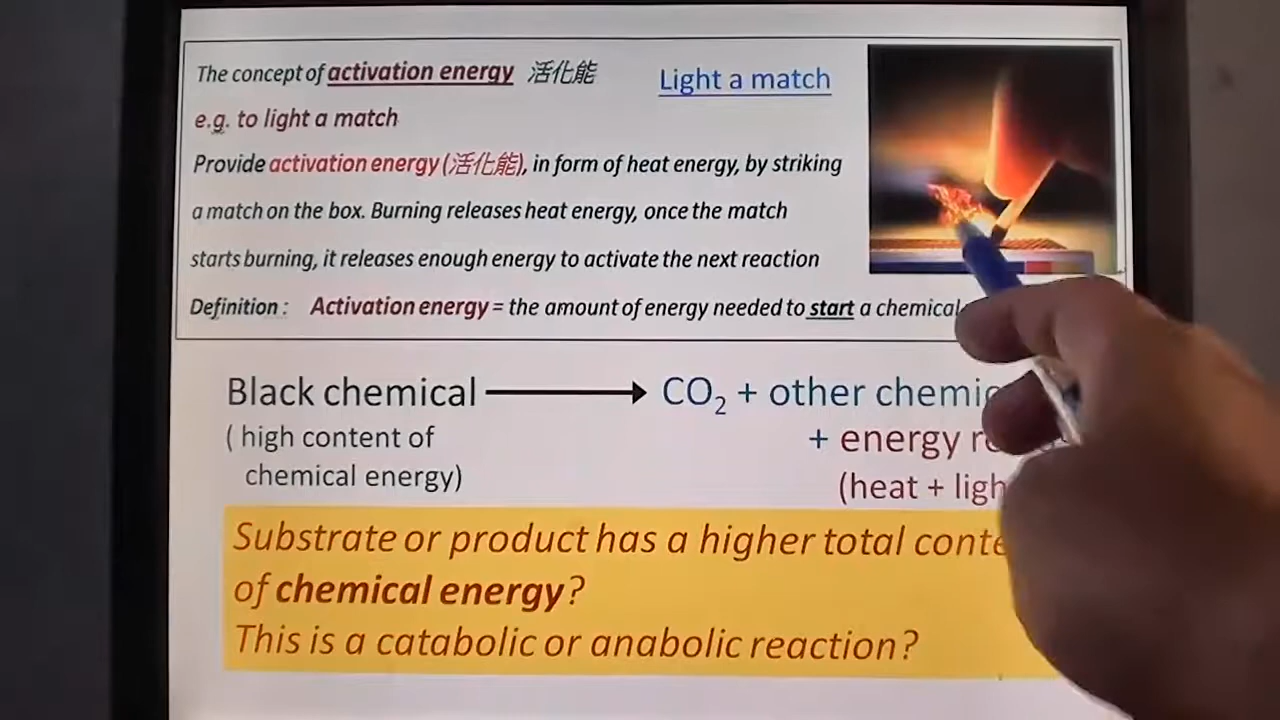 The concept of activation energy 活化能
Light a match
e.g. to light a match
Provide activation energy (活化能), in form of heat energy, by striking
a match on the box. Burning releases heat energy, once the match
starts burning, it releases enough energy to activate the next reaction
Definition : Activation energy = the amount of energy needed to start a chemical
Black chemical → CO₂ + other
( high content of
chemical energy)
+ energy
(heat +
Substrate or product has a higher total
of chemical energy?
This is a catabolic or anabolic reaction?